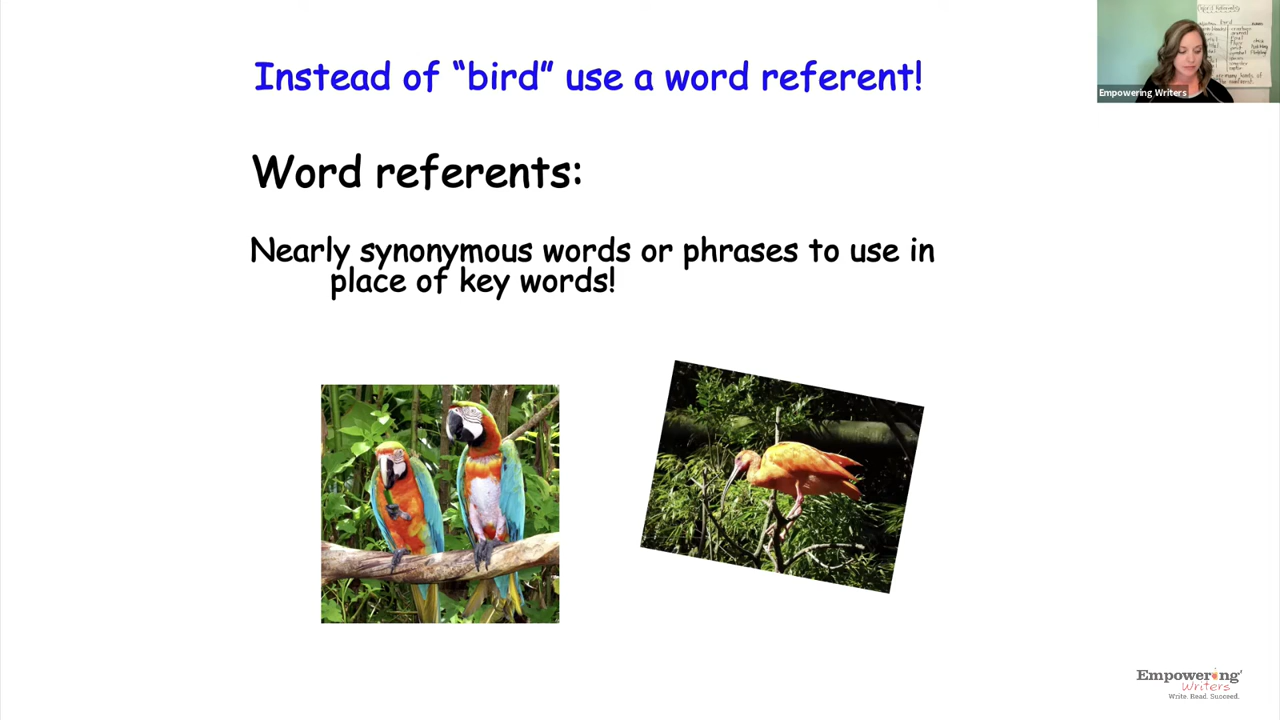 Instead of “bird” use a word referent!
Word referents:
Nearly synonymous words or phrases to use in
place of key words!
Empowering Writers
Empowering
Writers
Write. Read. Succeed.